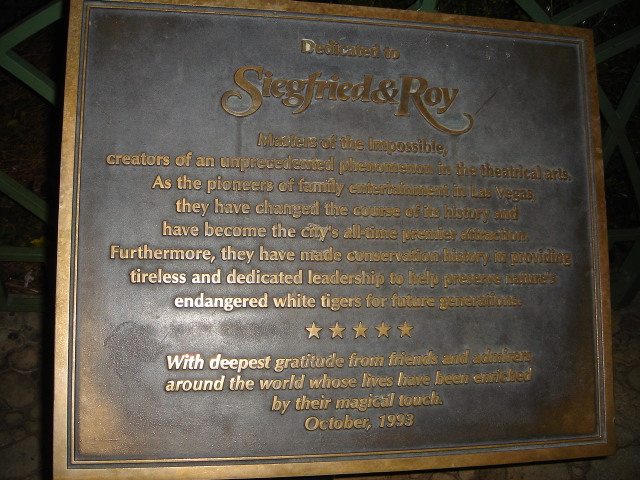 Dedicated to
Siegfried & Roy
Masters of the Impossible,
creators of an unprecedented phenomenon in the theatrical arts.
As the pioneers of family entertainment in Las Vegas
they have changed the course of its history and
have become the city's all-time premier attraction
Furthermore, they have made conservation history in providing
tireless and dedicated leadership to help preserve nature's
endangered white tigers for future generations.
With deepest gratitude from friends and admirers
around the world whose lives have been enriched
by their magical touch.
October, 1993